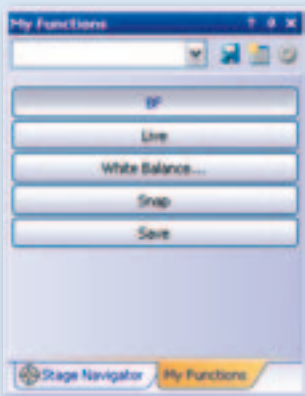 My Functions
BF
Live
White Balance...
Snap
Save
Stage Navigator
My Functions